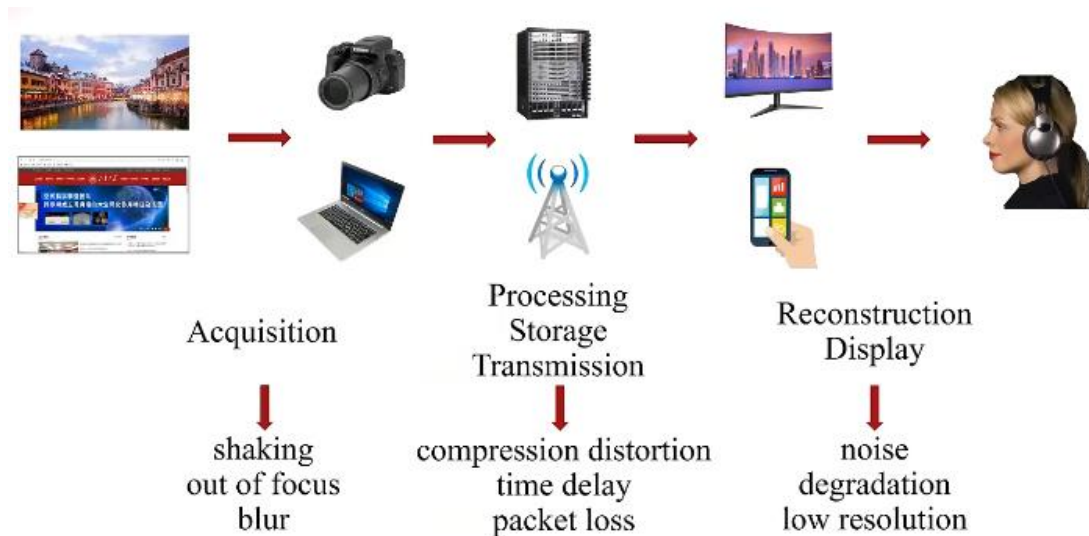 Acquisition
Processing
Storage
Transmission
Reconstruction
Display
shaking
out of focus
blur
compression distortion
time delay
packet loss
noise
degradation
low resolution